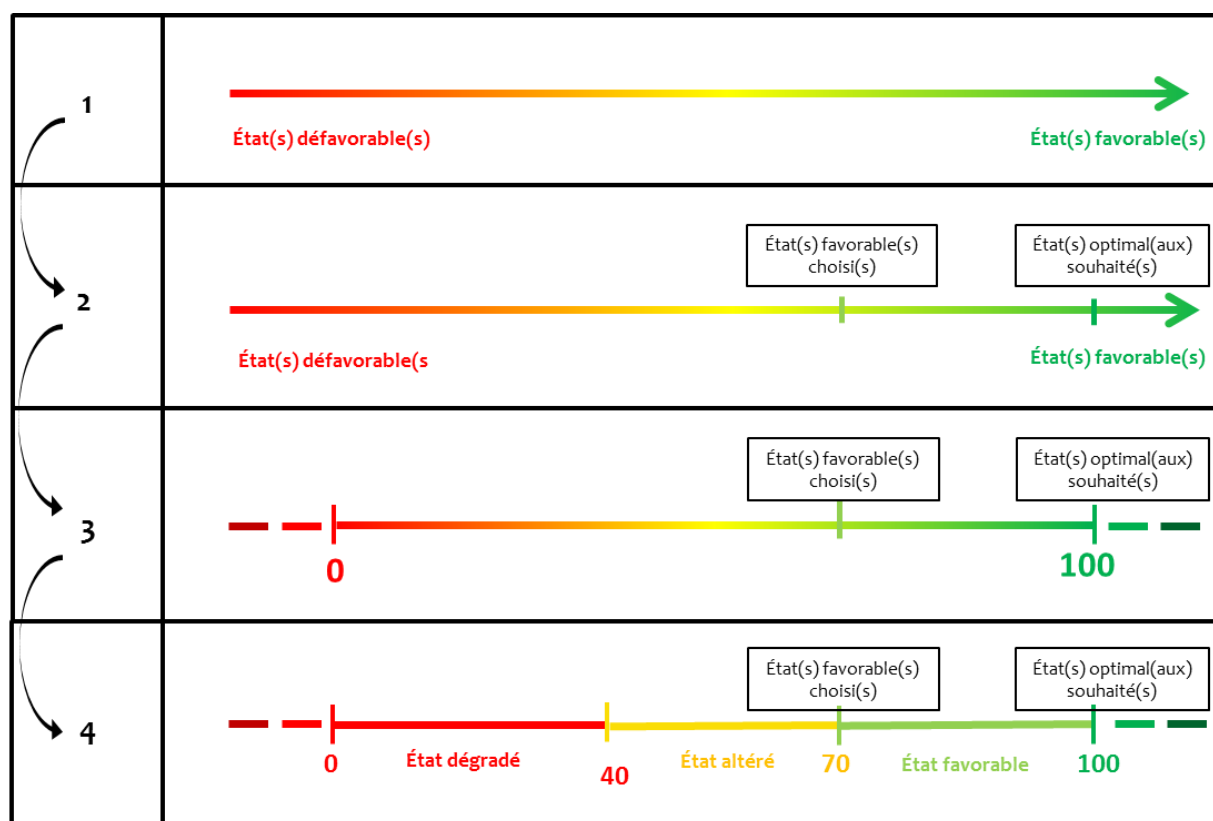 1
État(s) défavorable(s)
État(s) favorable(s)
2
État(s) favorable(s)
choisi(s)
État(s) optimal(aux)
souhaité(s)
État(s) défavorable(s
État(s) favorable(s)
3
État(s) favorable(s)
choisi(s)
État(s) optimal(aux)
souhaité(s)
0
100
4
État(s) favorable(s)
choisi(s)
État(s) optimal(aux)
souhaité(s)
0
État dégradé
40
État altéré
70
État favorable
100